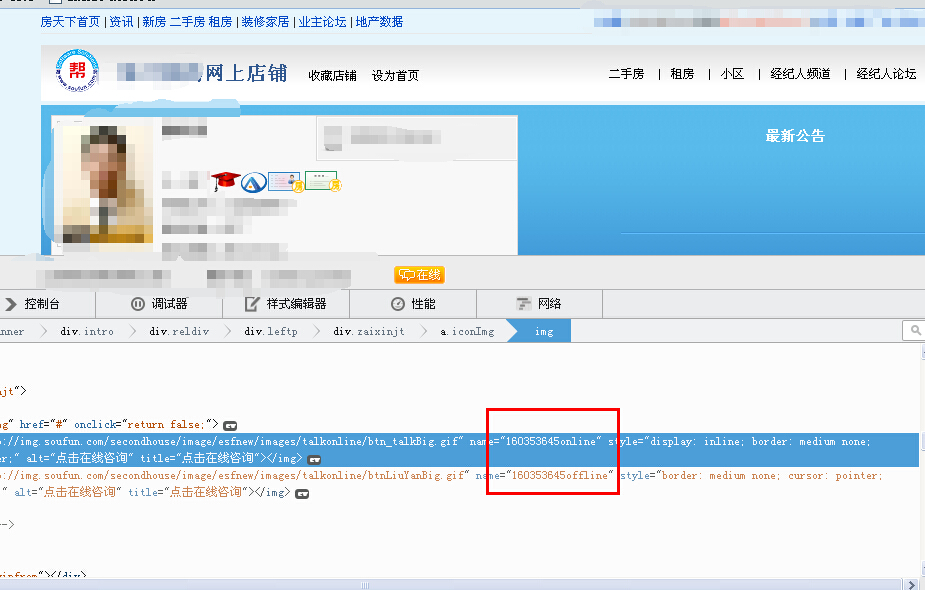 房天下首页 | 资讯 | 新房 二手房 租房 | 装修家居 | 业主论坛 | 地产数据
帮
www.soufun.com
网上店铺 收藏店铺 设为首页
二手房 | 租房 | 小区 | 经纪人频道 | 经纪人论坛
最新公告
在线
控制台 调试器 样式编辑器 性能 网络
nner div.intro div.reldiv div.leftp div.zaixinjt a.iconImg img
jt">
g" href="#" onclick="return false;">
p://img.soufun.com/secondhouse/image/esfnew/images/talkonline/btn_talkBig.gif" name="160353645online" style="display: inline; border: medium none;
er;" alt="点击在线咨询" title="点击在线咨询"></img>
p://img.soufun.com/secondhouse/image/esfnew/images/talkonline/btnLiuYanBig.gif" name="160353645offline" style="border: medium none; cursor: pointer;
" alt="点击在线咨询" title="点击在线咨询"></img>
-->